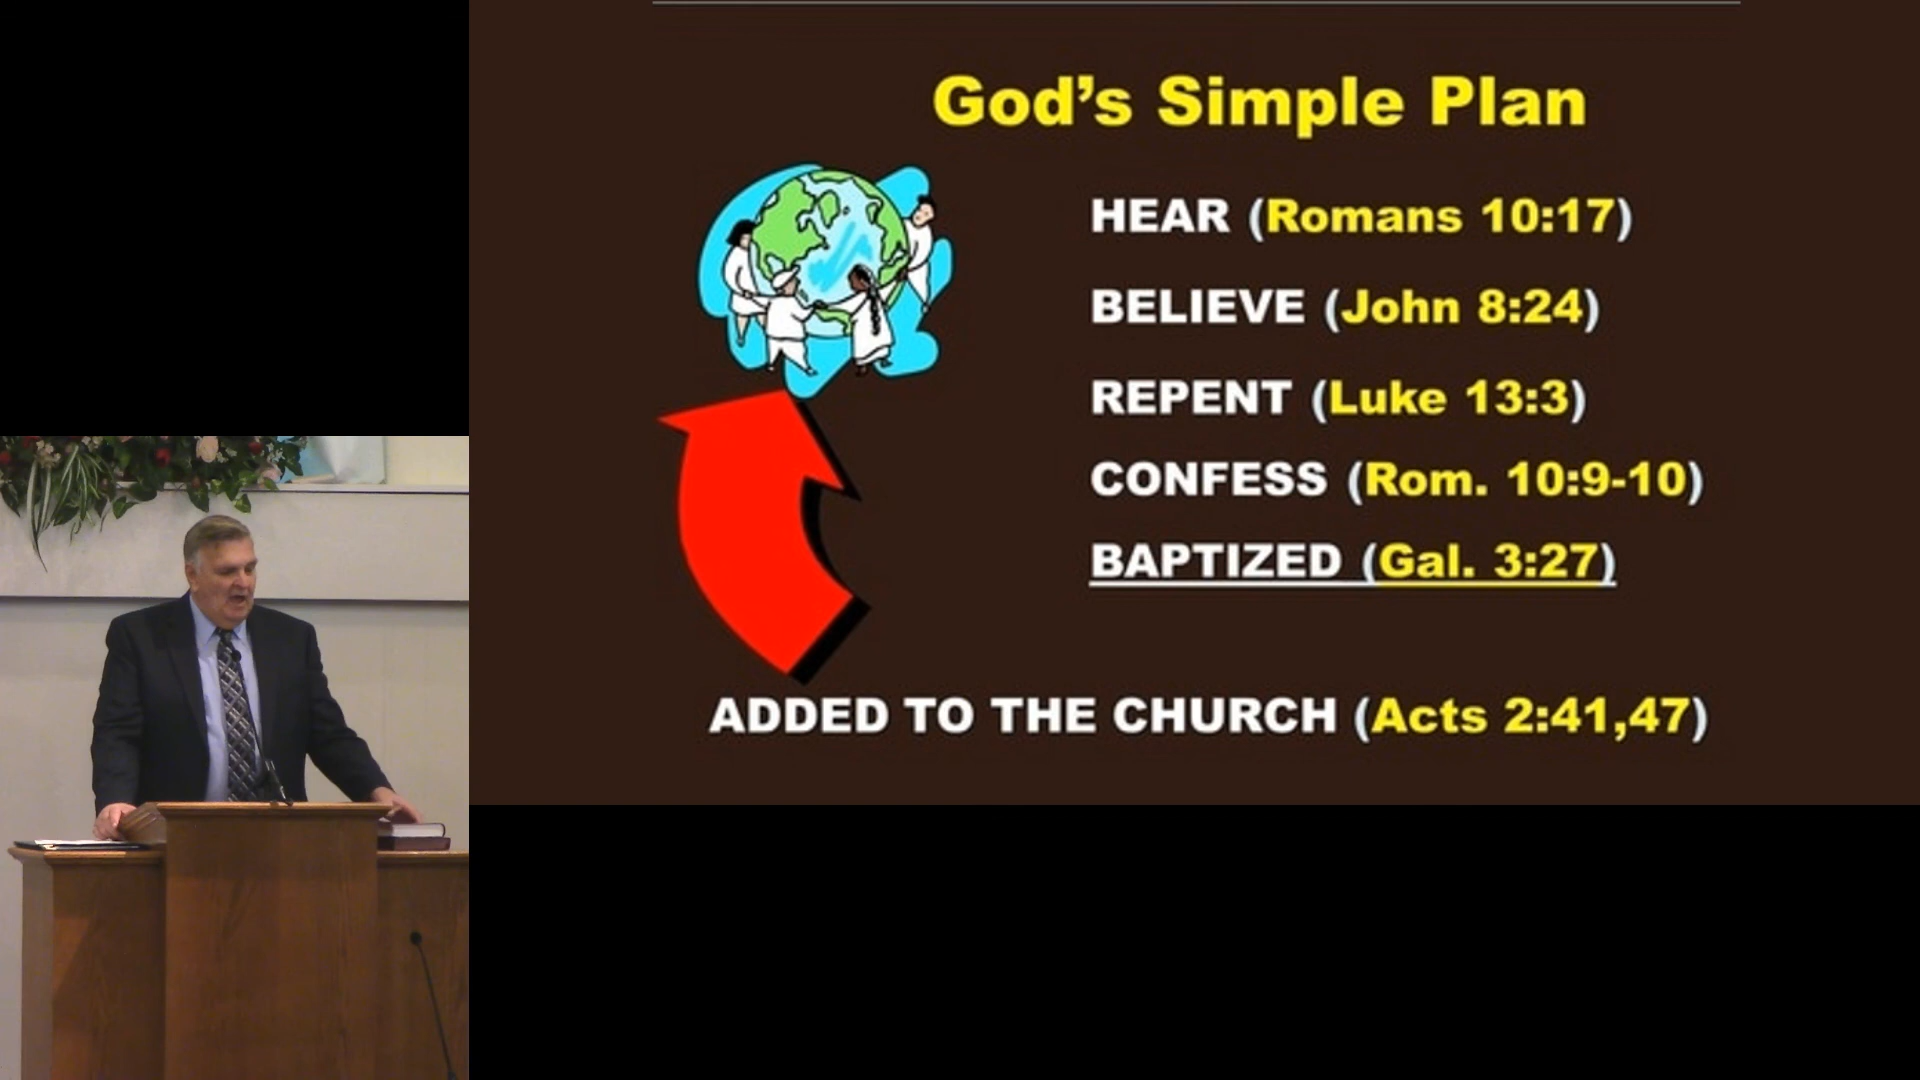 God’s Simple Plan
HEAR (Romans 10:17)
BELIEVE (John 8:24)
REPENT (Luke 13:3)
CONFESS (Rom. 10:9-10)
BAPTIZED (Gal. 3:27)
ADDED TO THE CHURCH (Acts 2:41,47)